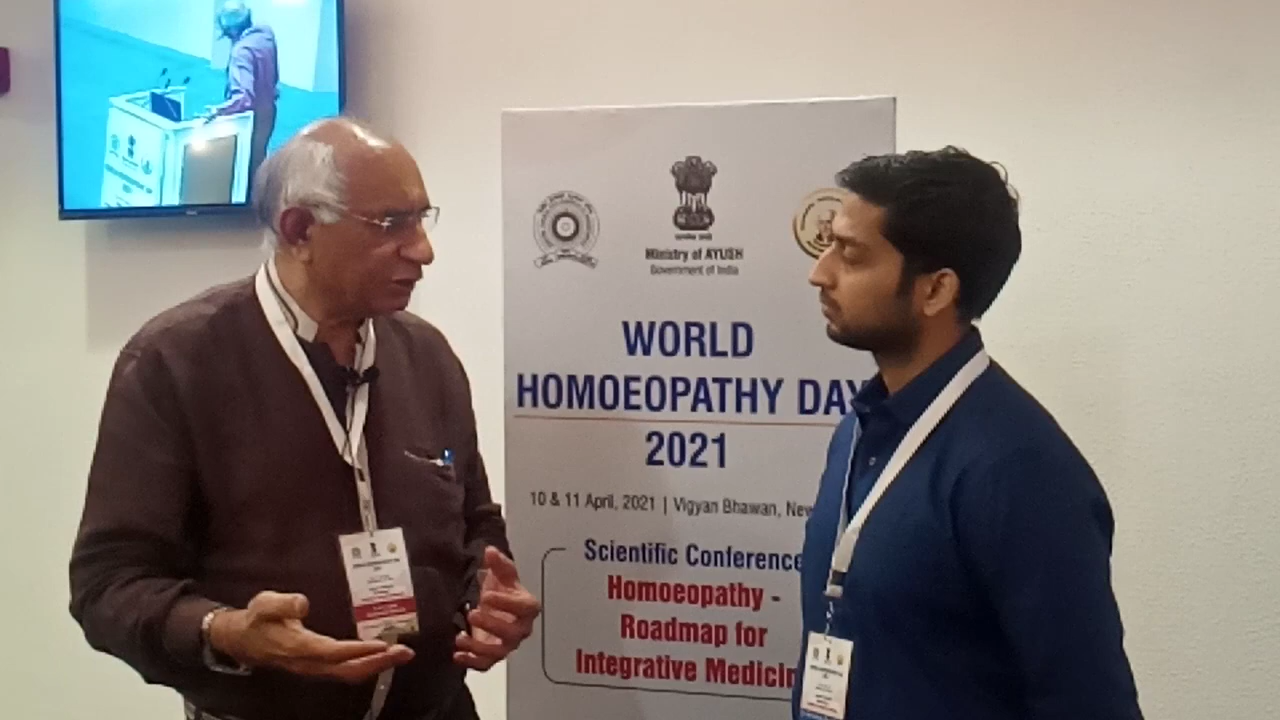 Ministry of AYUSH
Government of India
WORLD
HOMOEOPATHY DAY
2021
10 & 11 April, 2021 | Vigyan Bhawan, New
Scientific Conference
Homoeopathy -
Roadmap for
Integrative Medicin